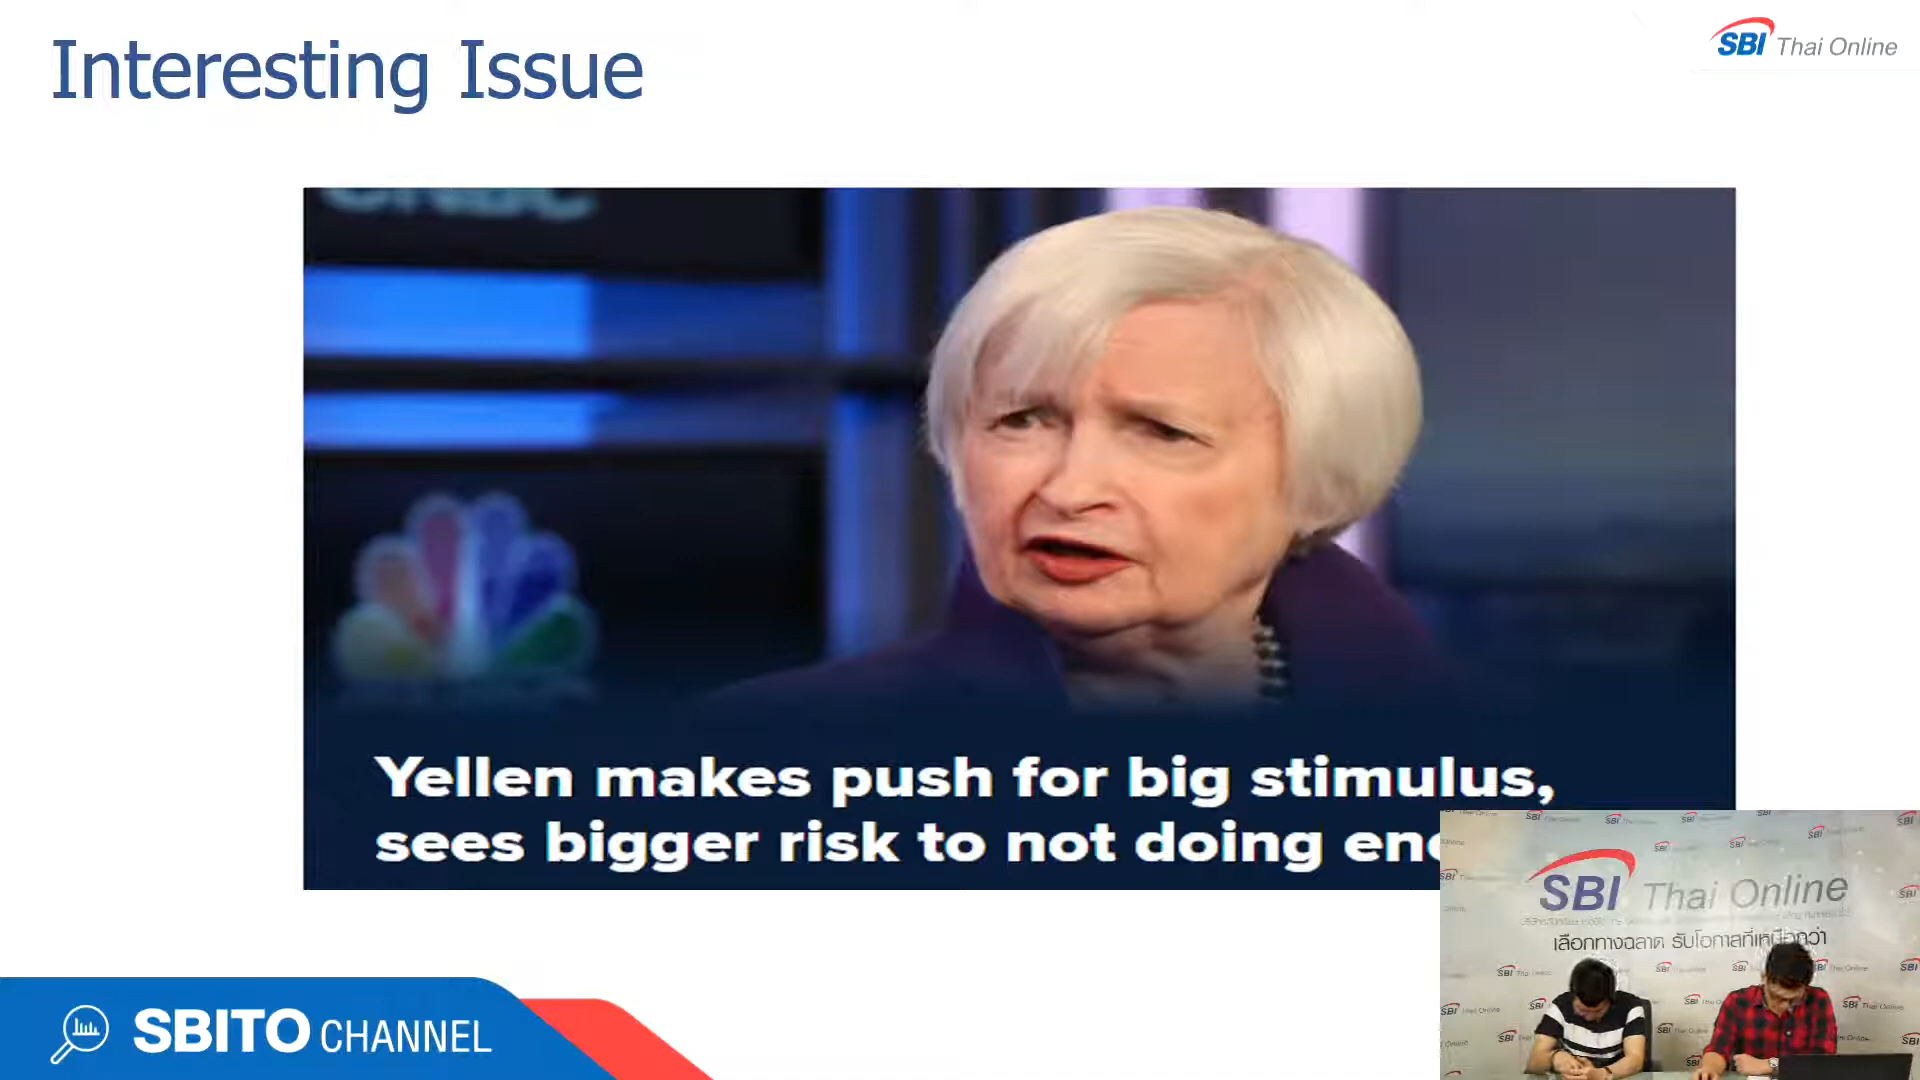 Interesting Issue
SBI Thai Online
CNBC
Yellen makes push for big stimulus,
sees bigger risk to not doing
SBI Thai Online
เลือกทางฉลาด รับโอกาสที่เหนือกว่า
SBITO CHANNEL